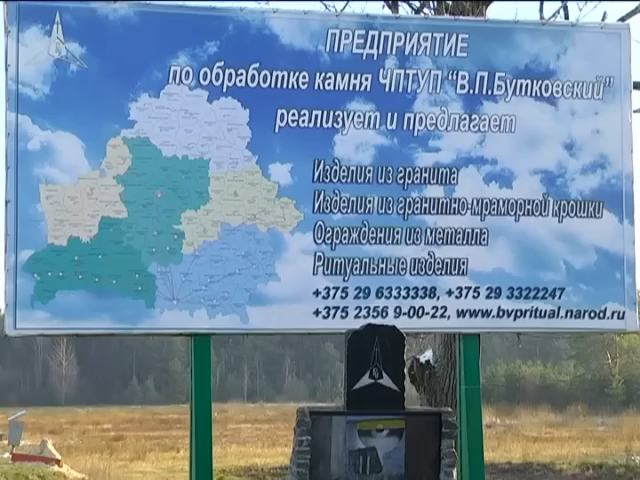 ПРЕДПРИЯТИЕ
по обработке камня ЧПТУП “В.П.Бутковский”
реализует и предлагает
Изделия из гранита
Изделия из гранитно-мраморной крошки
Ограждения из металла
Ритуальные изделия
+375 29 6333338, +375 29 3322247
+375 2356 9-00-22, www.bvpritual.narod.ru